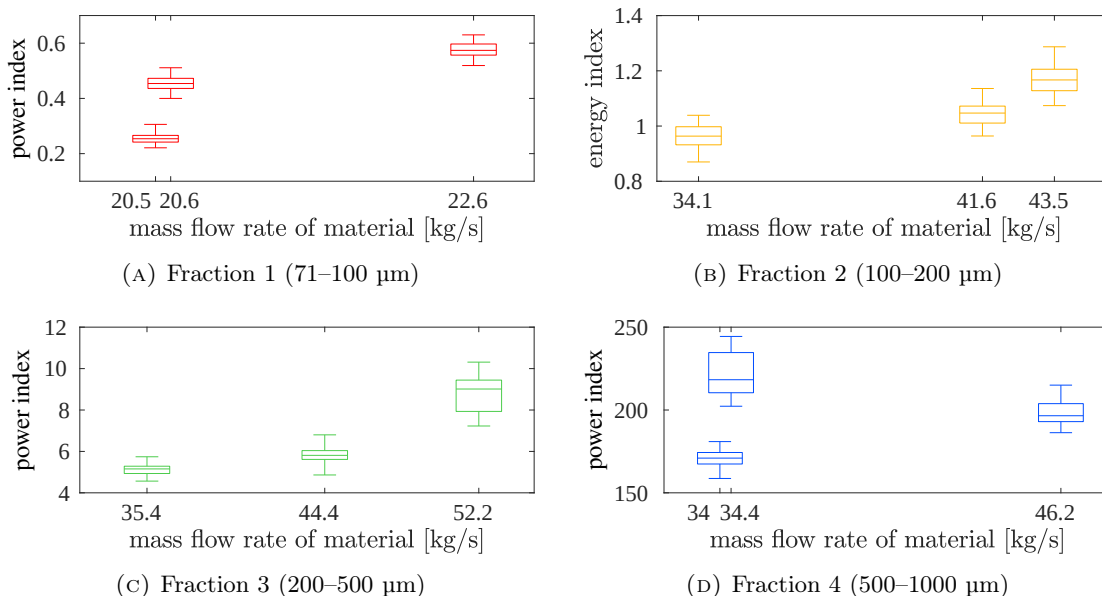 power index
0.6
0.4
0.2
20.5 20.6 22.6
mass flow rate of material [kg/s]
(A) Fraction 1 (71–100 µm)
energy index
1.4
1.2
1
0.8
34.1 41.6 43.5
mass flow rate of material [kg/s]
(B) Fraction 2 (100–200 µm)
power index
12
10
8
6
4
35.4 44.4 52.2
mass flow rate of material [kg/s]
(C) Fraction 3 (200–500 µm)
power index
250
200
150
34 34.4 46.2
mass flow rate of material [kg/s]
(D) Fraction 4 (500–1000 µm)